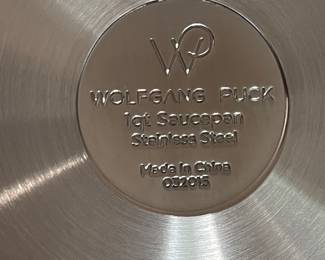 WP
WOLFGANG PUCK
1qt Saucepan
Stainless Steel
Made in China
032015